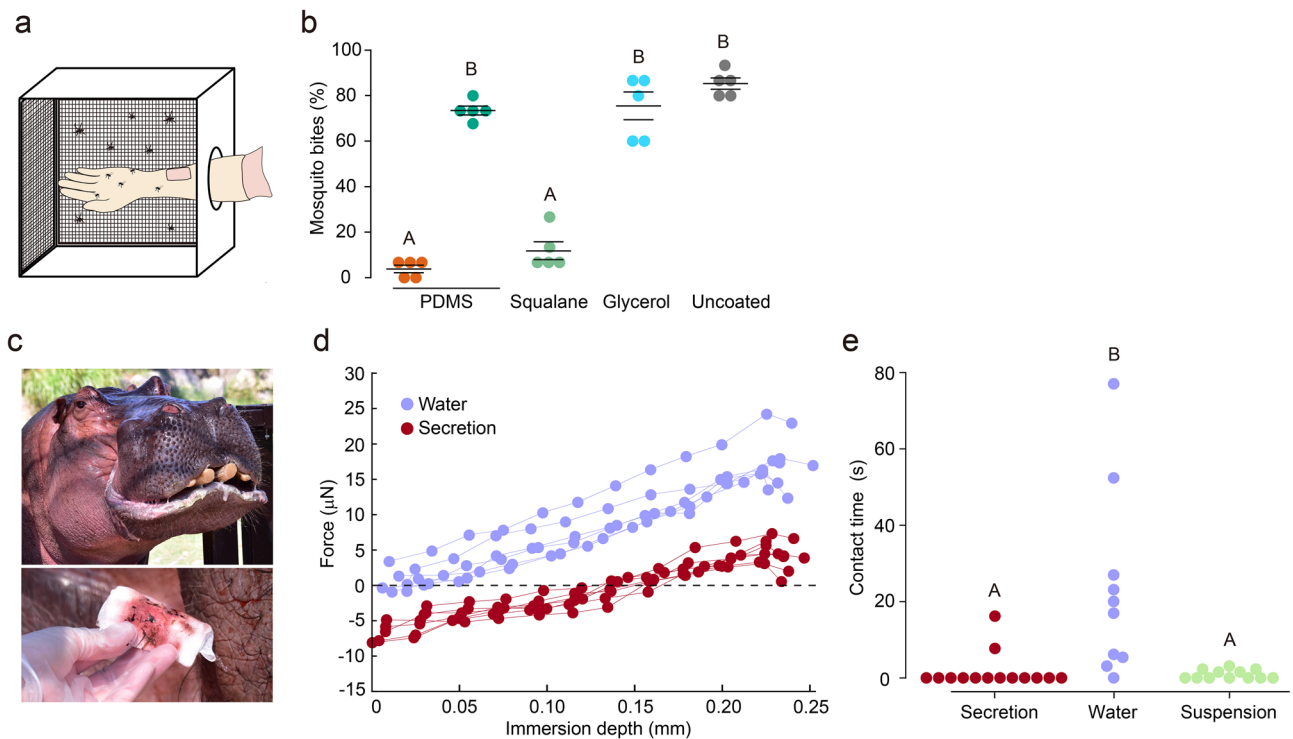 a
b
Mosquito bites (%)
100
80
60
40
20
0
A
B
A
B
B
PDMS
Squalane
Glycerol
Uncoated
c
d
Force (μN)
30
25
20
15
10
5
0
-5
-10
-15
Water
Secretion
0
0.05
0.10
0.15
0.20
0.25
Immersion depth (mm)
e
Contact time (s)
80
60
40
20
0
A
B
A
Secretion
Water
Suspension